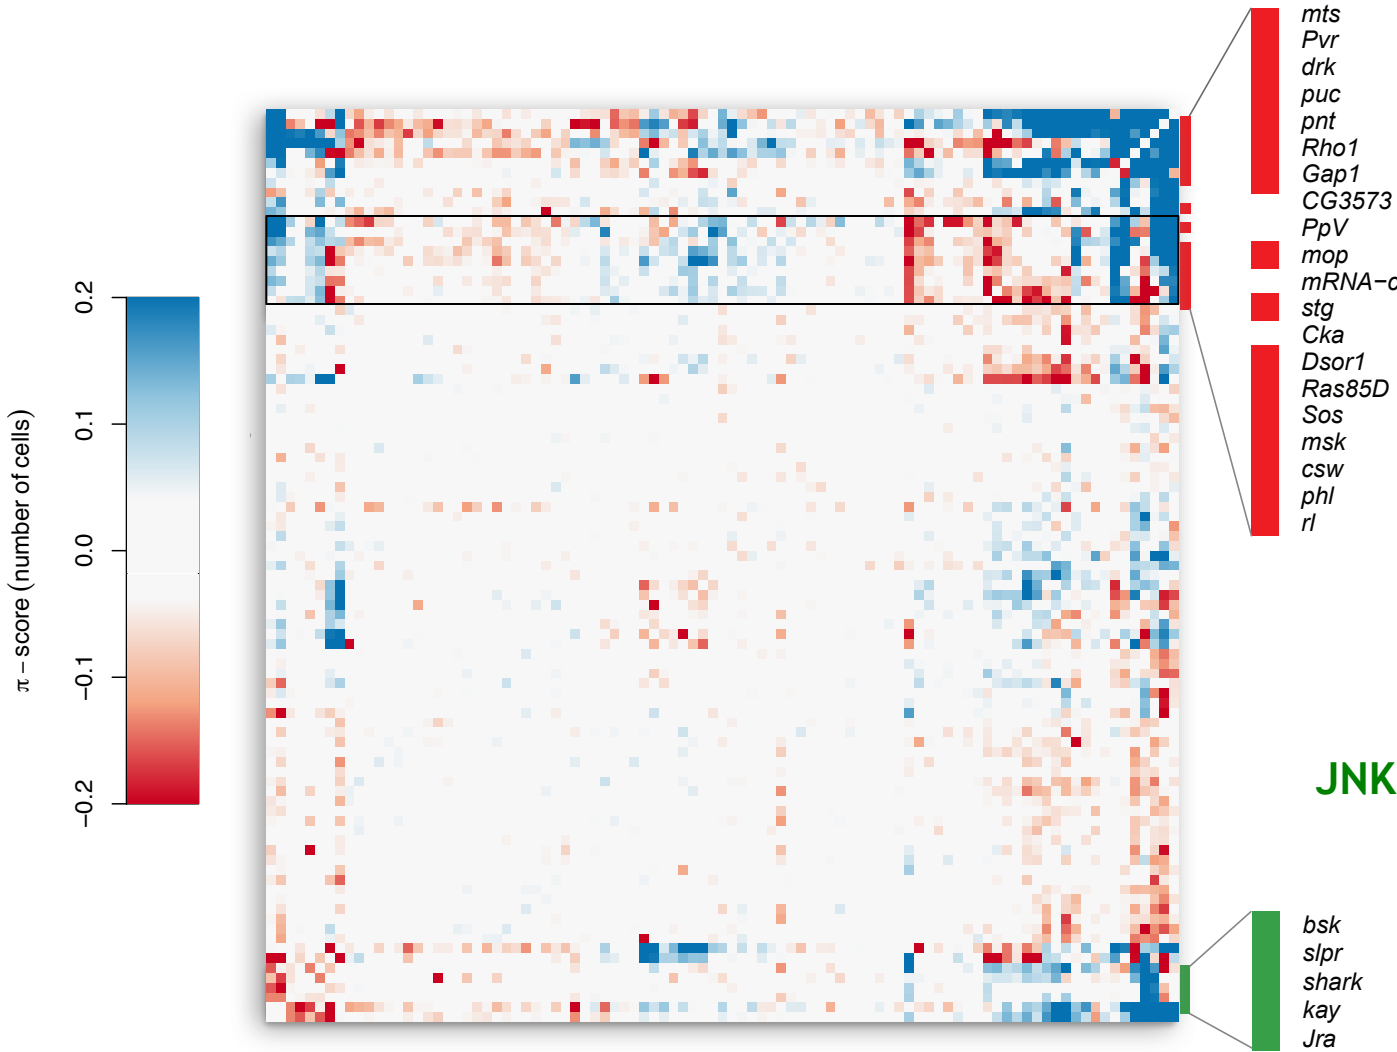 mts
Pvr
drk
puc
pnt
Rho1
Gap1
CG3573
PpV
mop
mRNA−c
stg
Cka
Dsor1
Ras85D
Sos
msk
csw
phl
rl
π − score (number of cells)
0.2
0.1
0.0
−0.1
−0.2
JNK
bsk
slpr
shark
kay
Jra